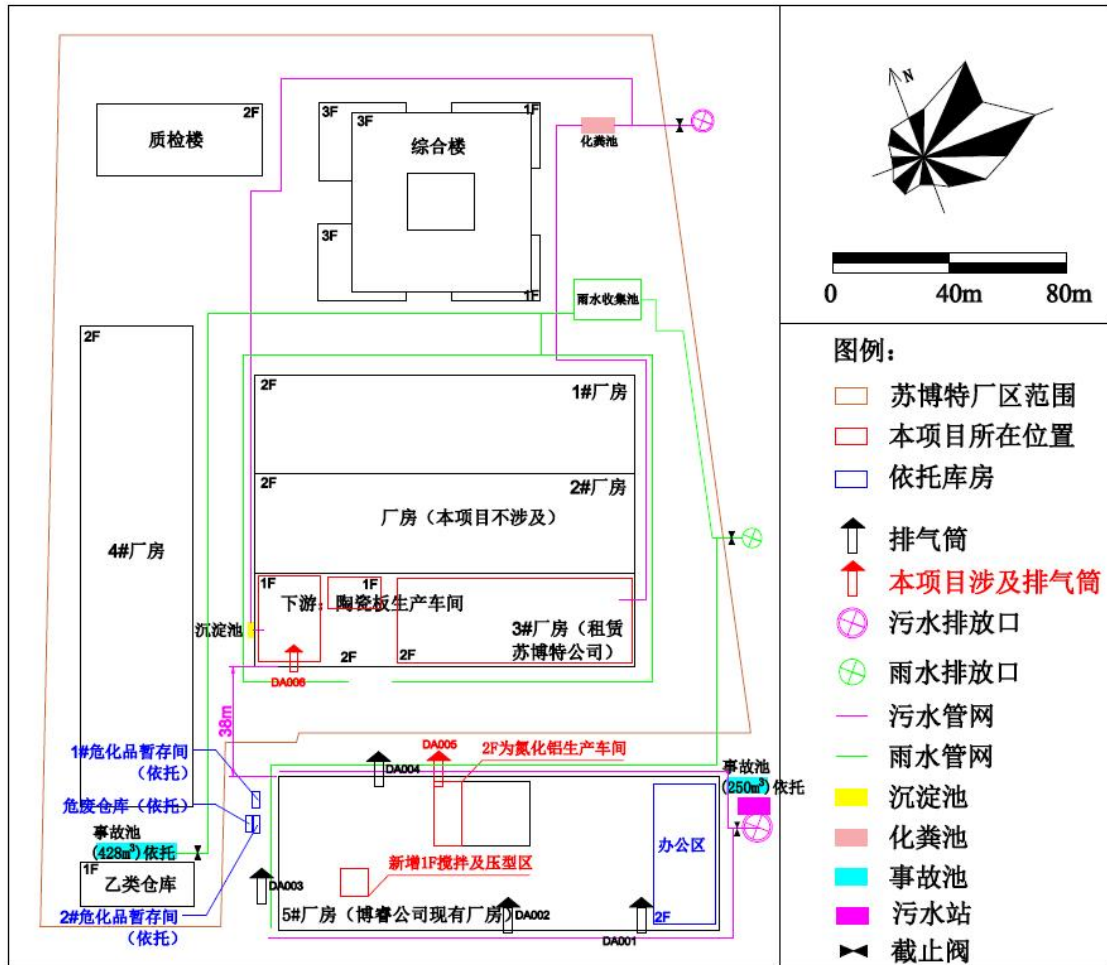 2F
质检楼
3F
1F
3F
综合楼
化粪池
3F
1F
雨水收集池
N
0
40m
80m
图例：
苏博特厂区范围
本项目所在位置
依托库房
排气筒
本项目涉及排气筒
污水排放口
雨水排放口
污水管网
雨水管网
沉淀池
化粪池
事故池
污水站
截止阀
2F
4#厂房
2F
1#厂房
2F
2#厂房
厂房（本项目不涉及）
1F
1F
下游：陶瓷板生产车间
沉淀池
3#厂房（租赁
苏博特公司）
2F
2F
DA006
38m
1#危化品暂存间
（依托）
危废仓库（依托）
事故池
(428m³)依托
1F
乙类仓库
2#危化品暂存间
（依托）
DA003
DA004
DA005
2F为氮化铝生产车间
事故池
(250m³)依托
办公区
2F
新增1F搅拌及压型区
5#厂房（博睿公司现有厂房）
DA002
DA001